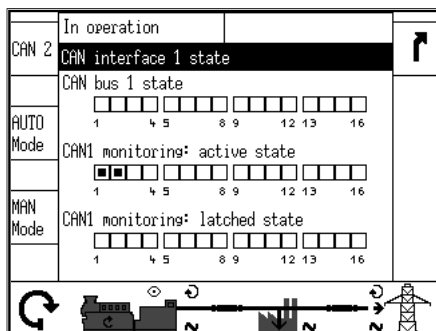 In operation
CAN 2
CAN interface 1 state
CAN bus 1 state
1 4 5 8 9 12 13 16
AUTO
Mode
CAN1 monitoring: active state
1 4 5 8 9 12 13 16
MAN
Mode
CAN1 monitoring: latched state
1 4 5 8 9 12 13 16